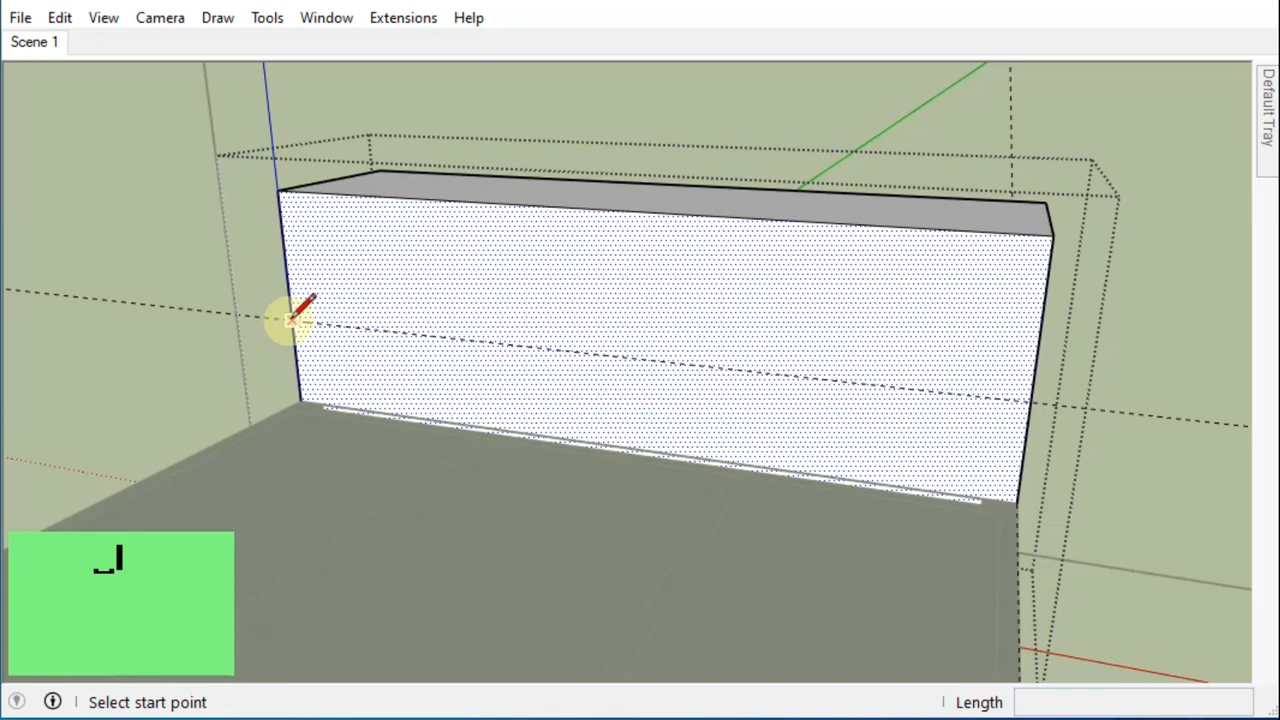 File Edit View Camera Draw Tools Window Extensions Help
Scene 1
Default Tray
Select start point
Length